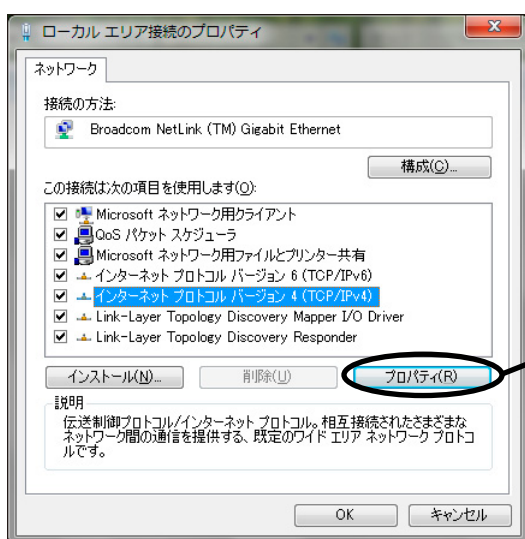 ローカル エリア接続のプロパティ
ネットワーク
接続の方法:
Broadcom NetLink (TM) Gigabit Ethernet
構成(C)...
この接続は次の項目を使用します(O):
Microsoft ネットワーク用クライアント
QoS パケット スケジューラ
Microsoft ネットワーク用ファイルとプリンター共有
インターネット プロトコル バージョン 6 (TCP/IPv6)
インターネット プロトコル バージョン 4 (TCP/IPv4)
Link-Layer Topology Discovery Mapper I/O Driver
Link-Layer Topology Discovery Responder
インストール(N)...
削除(U)
プロパティ(R)
説明
伝送制御プロトコル/インターネット プロトコル。相互接続されたさまざまな
ネットワーク間の通信を提供する、既定のワイド エリア ネットワーク プロトコ
ルです。
OK
キャンセル